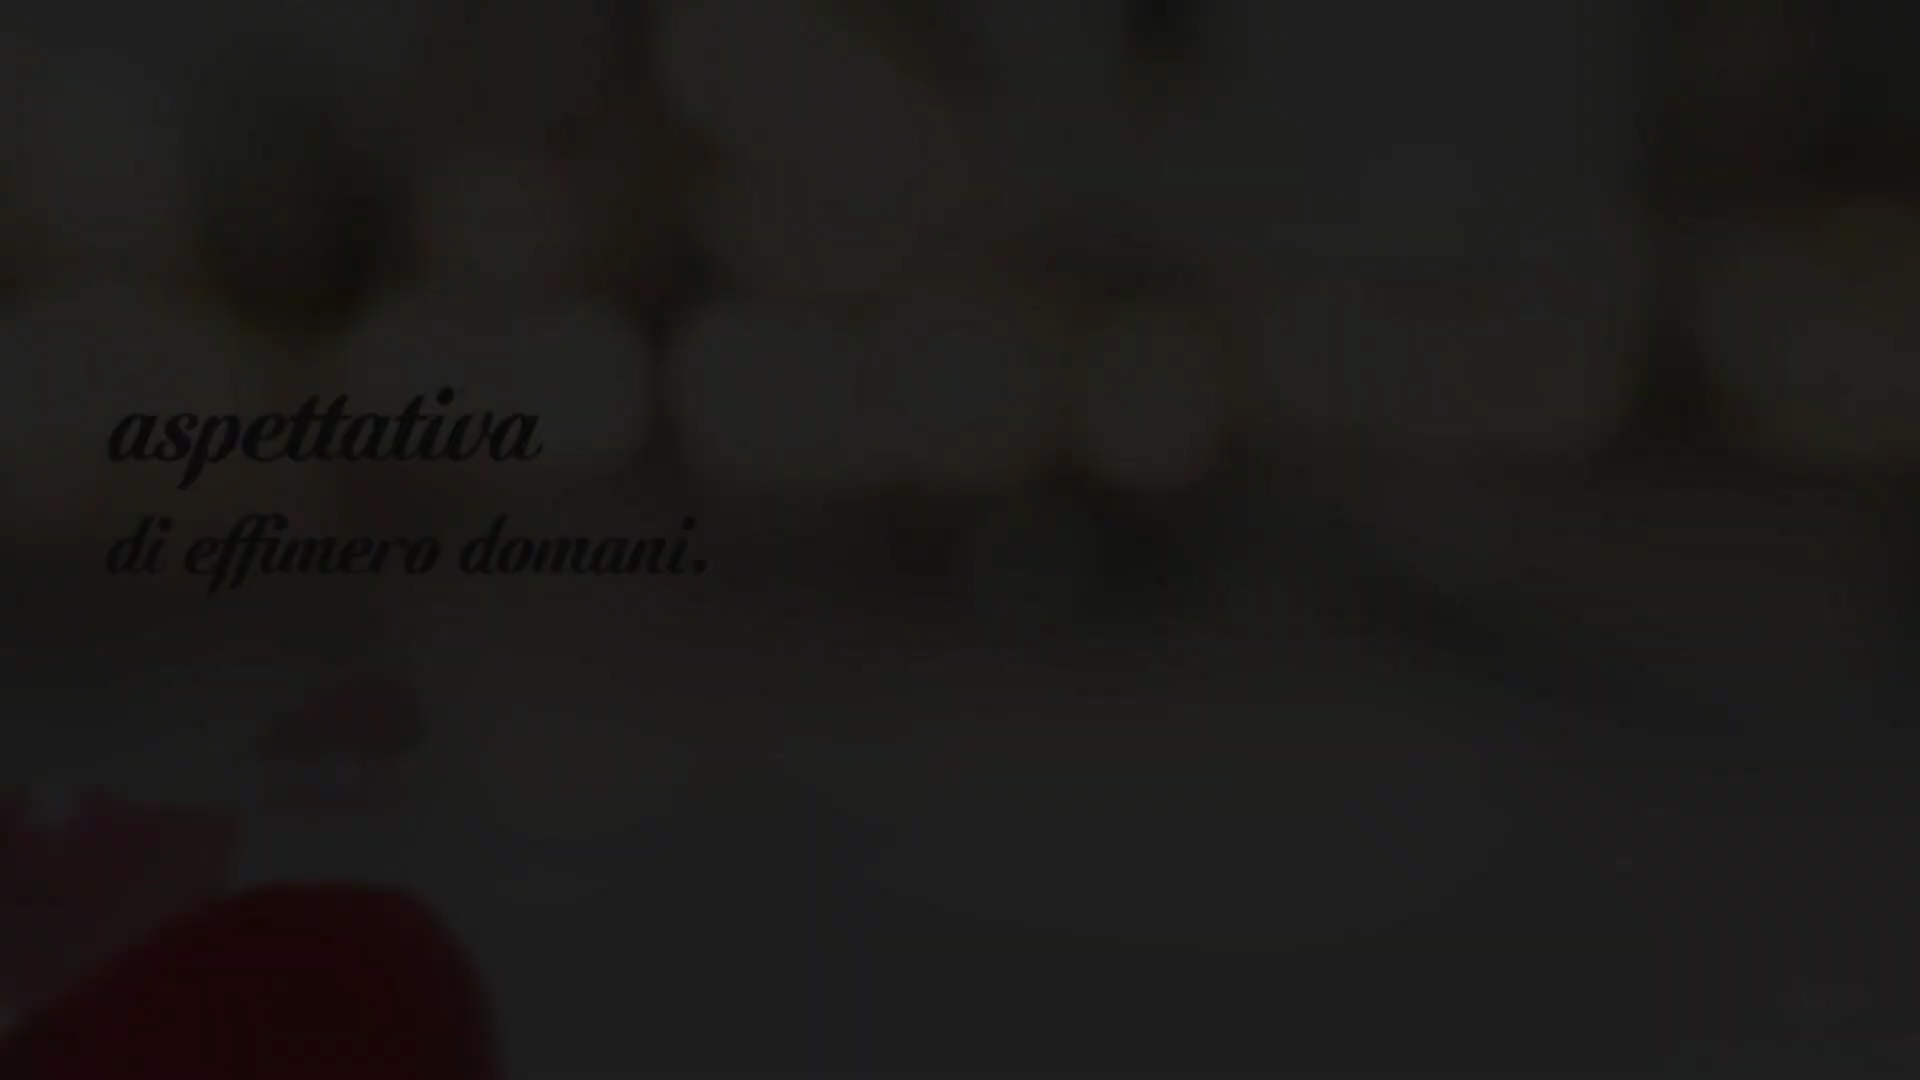 aspettativa
di effimero domani.